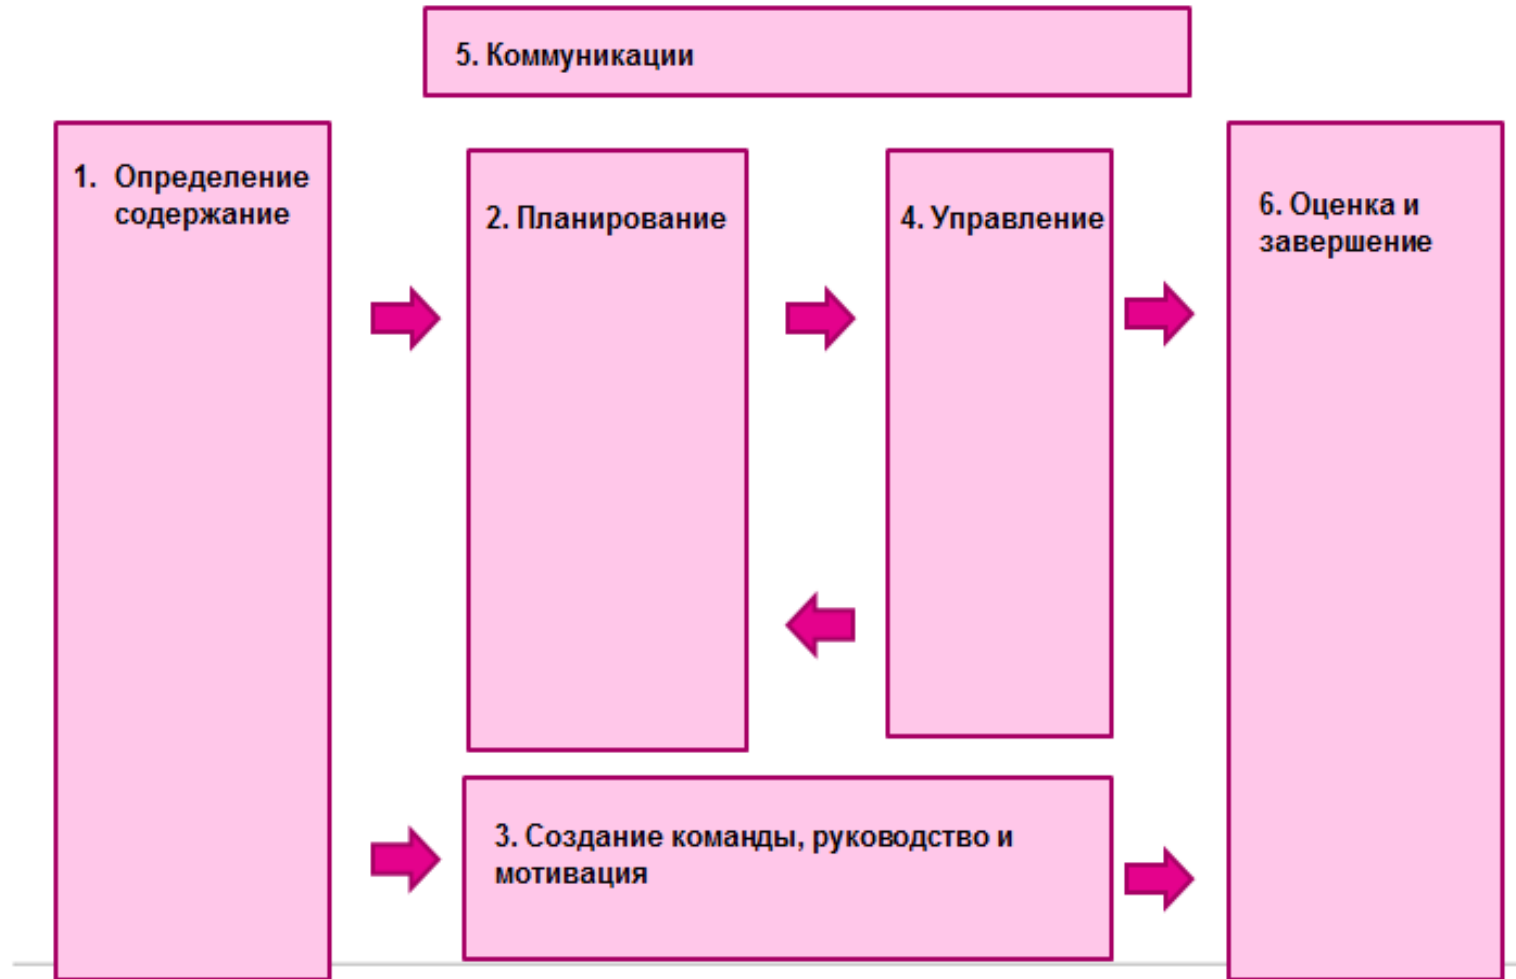 5. Коммуникации
1. Определение
содержание
2. Планирование
4. Управление
6. Оценка и
завершение
3. Создание команды, руководство и
мотивация